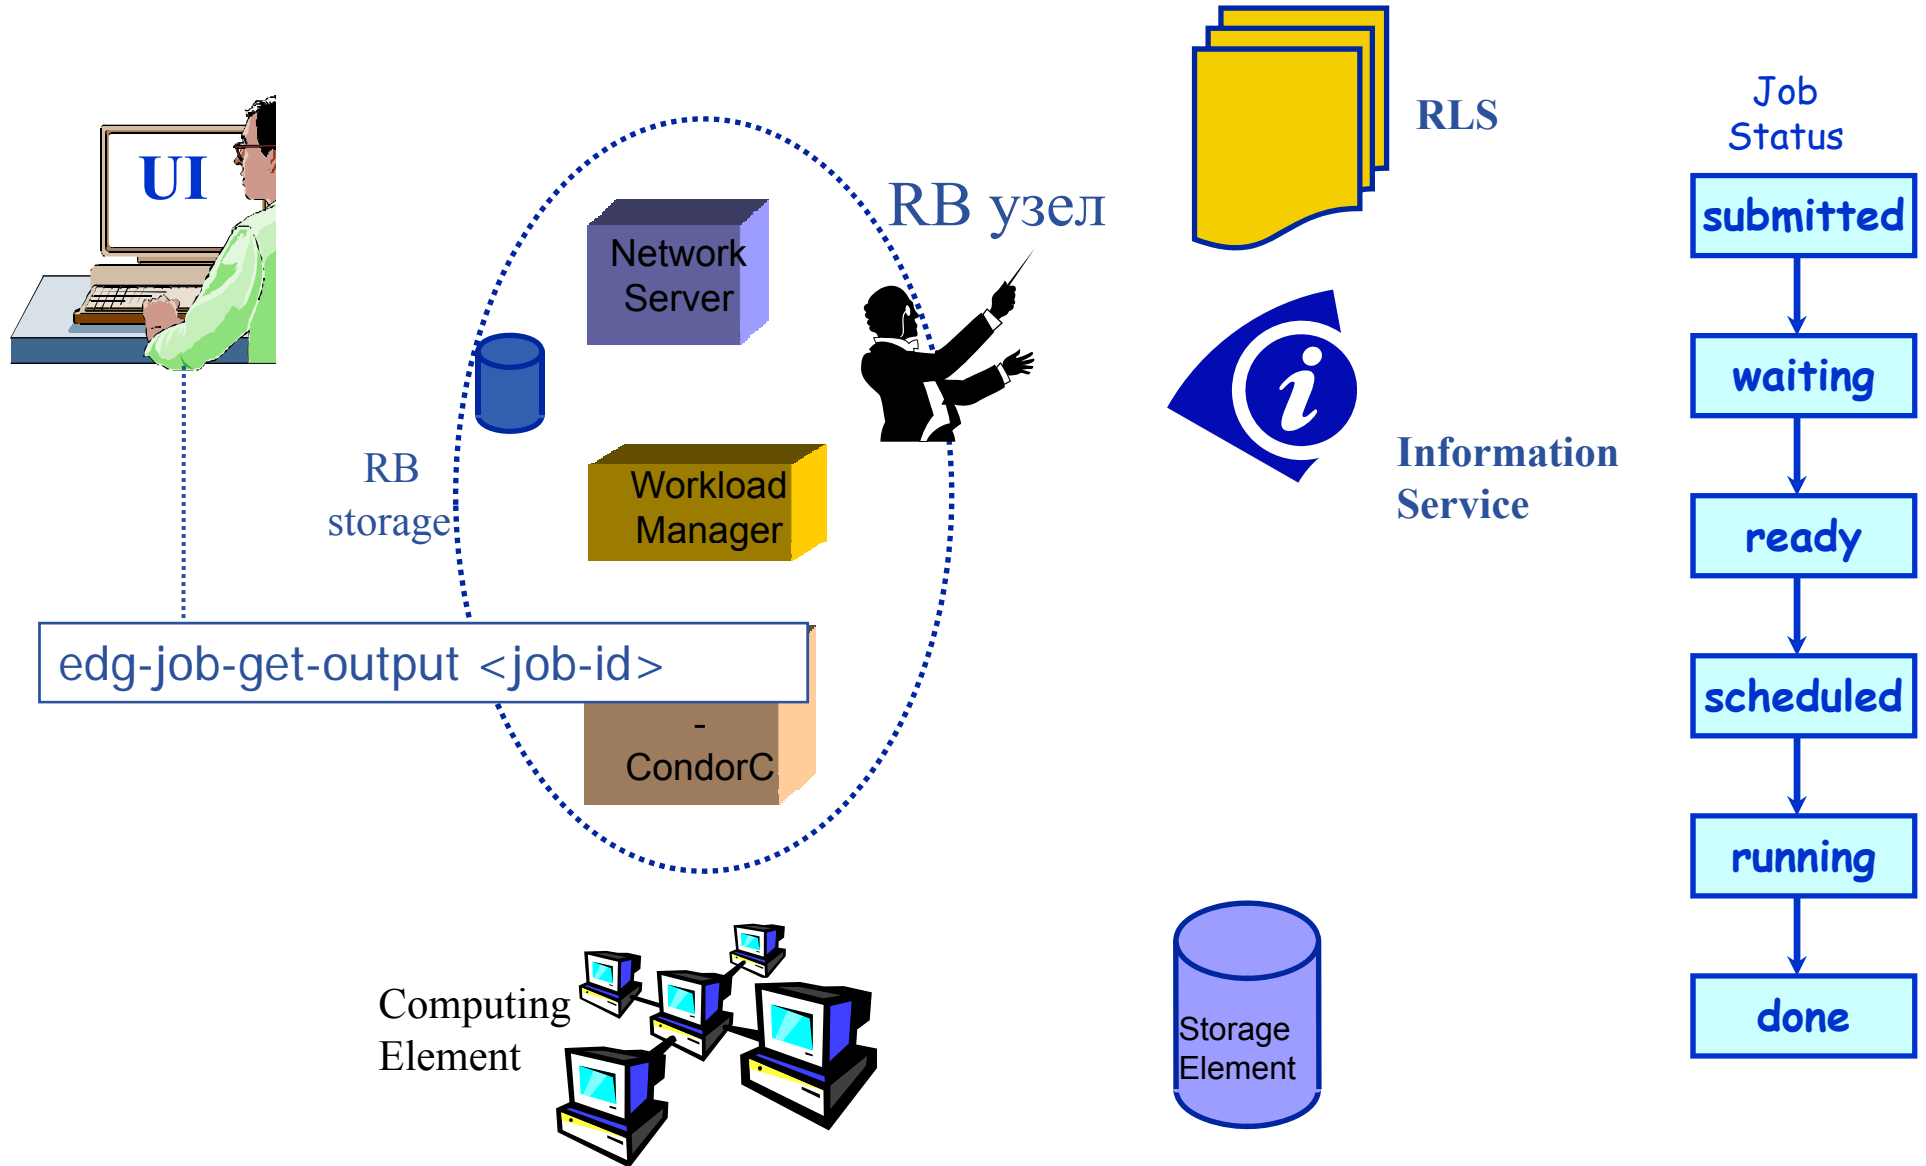 UI
RB узел
RLS
Network
Server
RB
storage
Workload
Manager
Information
Service
edg-job-get-output <job-id>
-
CondorC
Computing
Element
Storage
Element
Job
Status
submitted
waiting
ready
scheduled
running
done